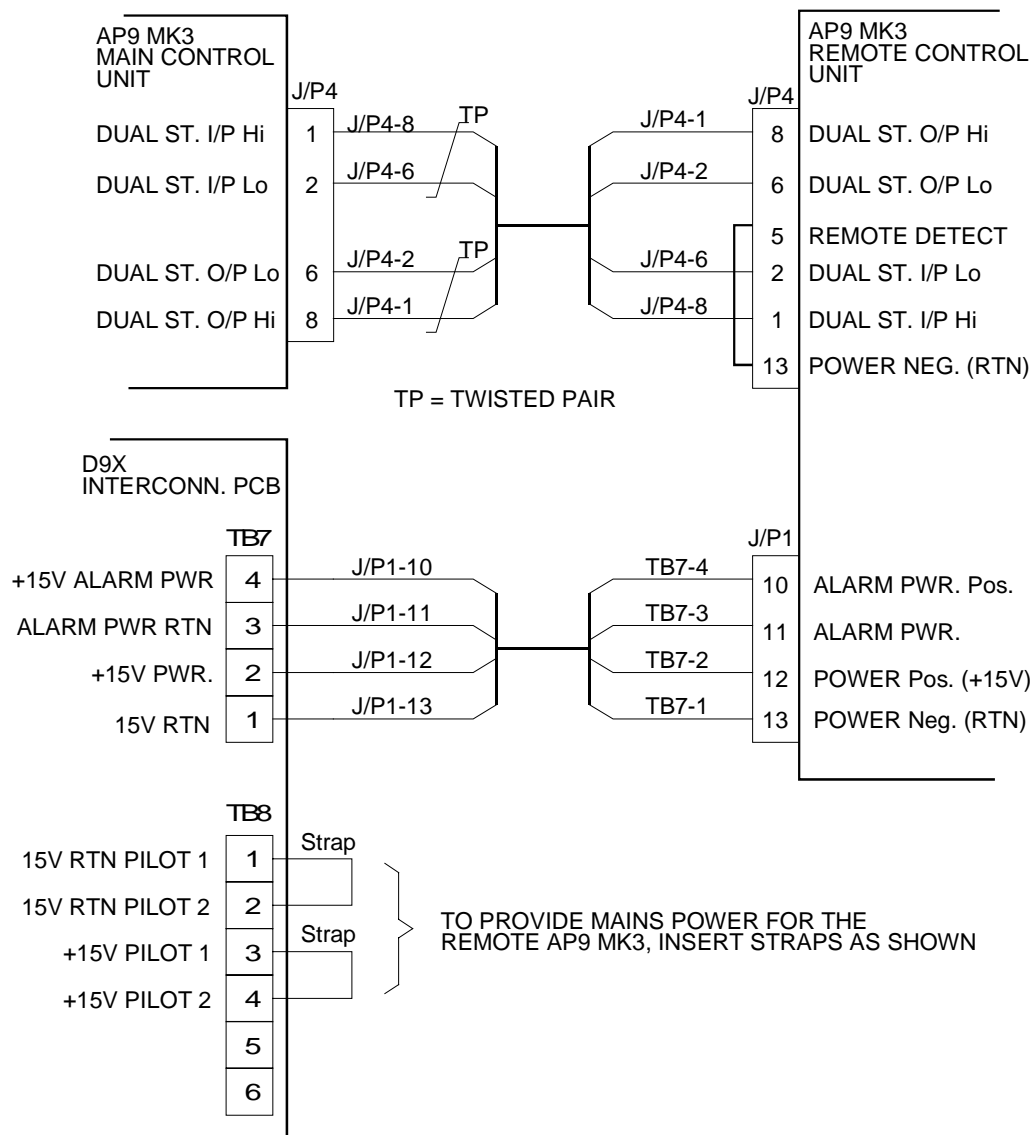 AP9 MK3
MAIN CONTROL
UNIT
J/P4
DUAL ST. I/P Hi 1 J/P4-8 TP
DUAL ST. I/P Lo 2 J/P4-6
DUAL ST. O/P Lo 6 J/P4-2 TP
DUAL ST. O/P Hi 8 J/P4-1
AP9 MK3
REMOTE CONTROL
UNIT
J/P4
J/P4-1 8 DUAL ST. O/P Hi
J/P4-2 6 DUAL ST. O/P Lo
5 REMOTE DETECT
J/P4-6 2 DUAL ST. I/P Lo
J/P4-8 1 DUAL ST. I/P Hi
13 POWER NEG. (RTN)
TP = TWISTED PAIR
D9X
INTERCONN. PCB
TB7
+15V ALARM PWR 4 J/P1-10
ALARM PWR RTN 3 J/P1-11
+15V PWR. 2 J/P1-12
15V RTN 1 J/P1-13
J/P1
TB7-4 10 ALARM PWR. Pos.
TB7-3 11 ALARM PWR.
TB7-2 12 POWER Pos. (+15V)
TB7-1 13 POWER Neg. (RTN)
TB8
15V RTN PILOT 1 1 Strap
15V RTN PILOT 2 2
+15V PILOT 1 3 Strap
+15V PILOT 2 4
5
6
TO PROVIDE MAINS POWER FOR THE
REMOTE AP9 MK3, INSERT STRAPS AS SHOWN